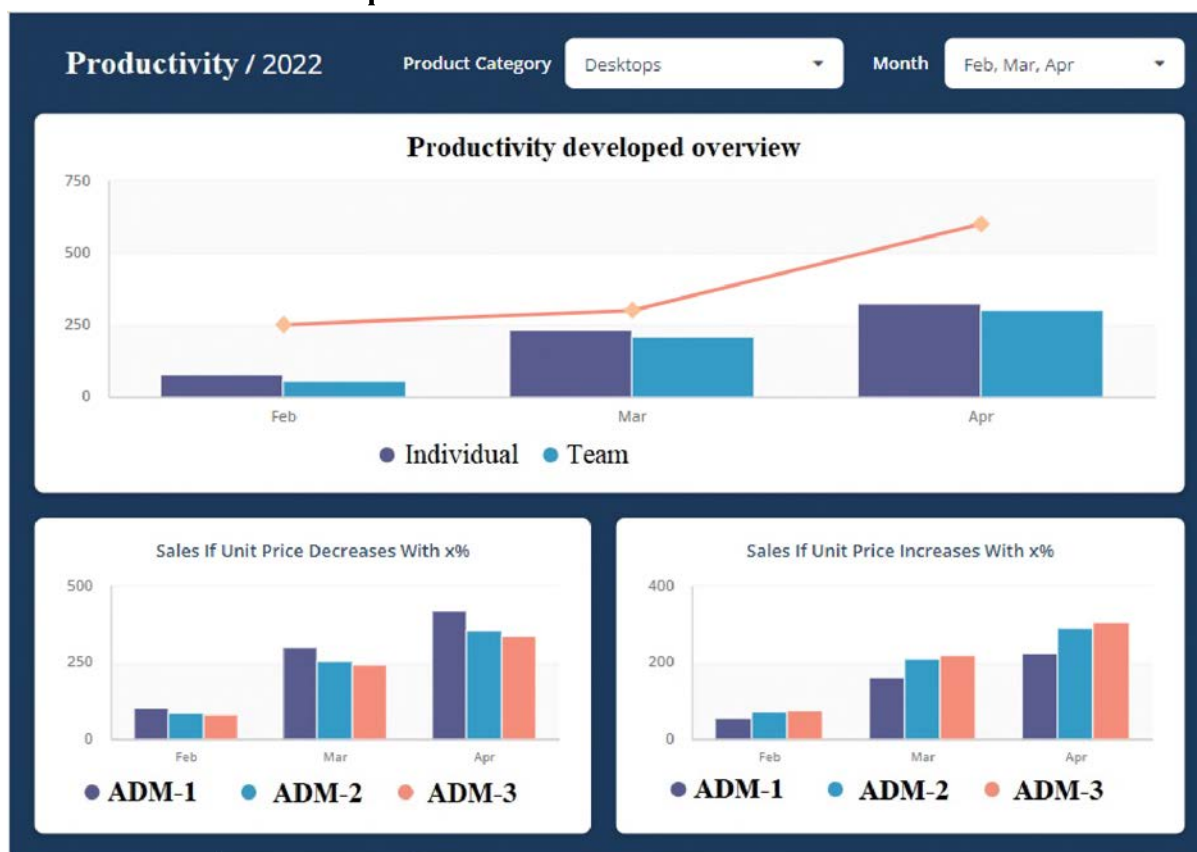 Productivity / 2022 Product Category Desktops Month Feb, Mar, Apr
Productivity developed overview
750
500
250
0
Feb Mar Apr
Individual Team
Sales If Unit Price Decreases With x%
500
250
0
Feb Mar Apr
ADM-1 ADM-2 ADM-3
Sales If Unit Price Increases With x%
400
200
0
Feb Mar Apr
ADM-1 ADM-2 ADM-3